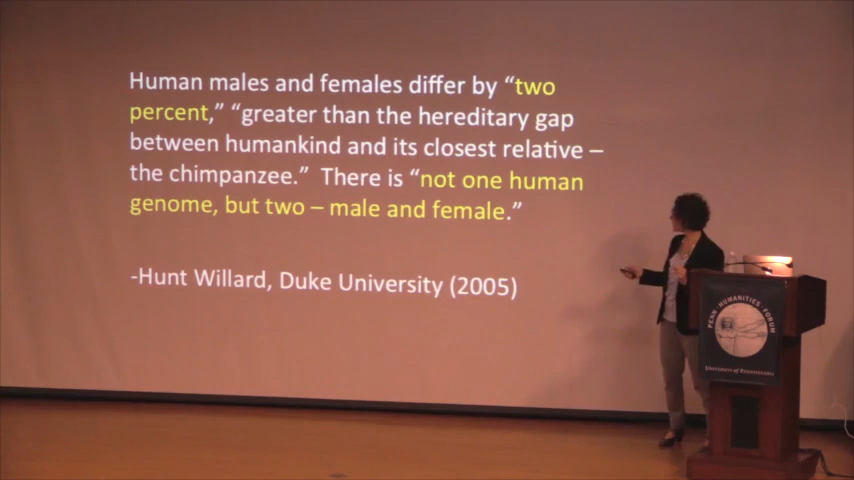 Human males and females differ by “two
percent,” “greater than the hereditary gap
between humankind and its closest relative –
the chimpanzee.”  There is “not one human
genome, but two – male and female.”
-Hunt Willard, Duke University (2005)
PENN HUMANITIES FORUM
University of Pennsylvania